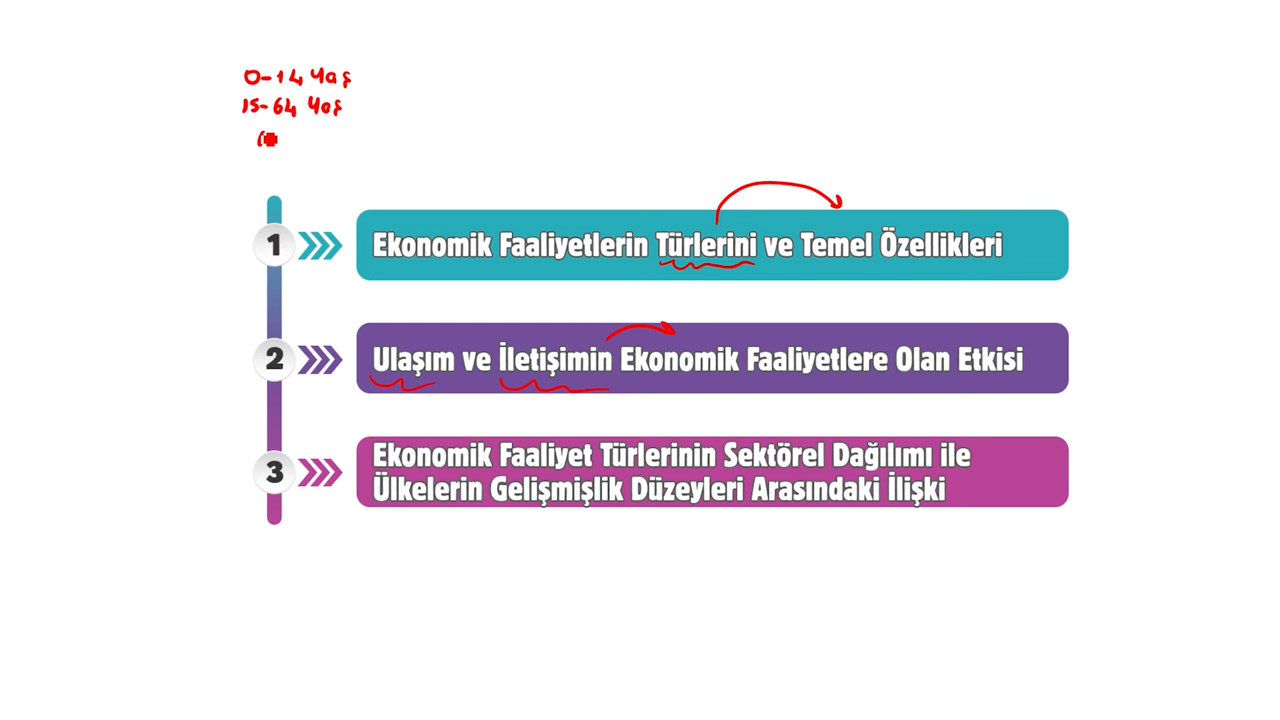 0-14 Yaş
15-64 Yaş
1
Ekonomik Faaliyetlerin Türlerini ve Temel Özellikleri
2
Ulaşım ve İletişimin Ekonomik Faaliyetlere Olan Etkisi
3
Ekonomik Faaliyet Türlerinin Sektörel Dağılımı ile
Ülkelerin Gelişmişlik Düzeyleri Arasındaki İlişki